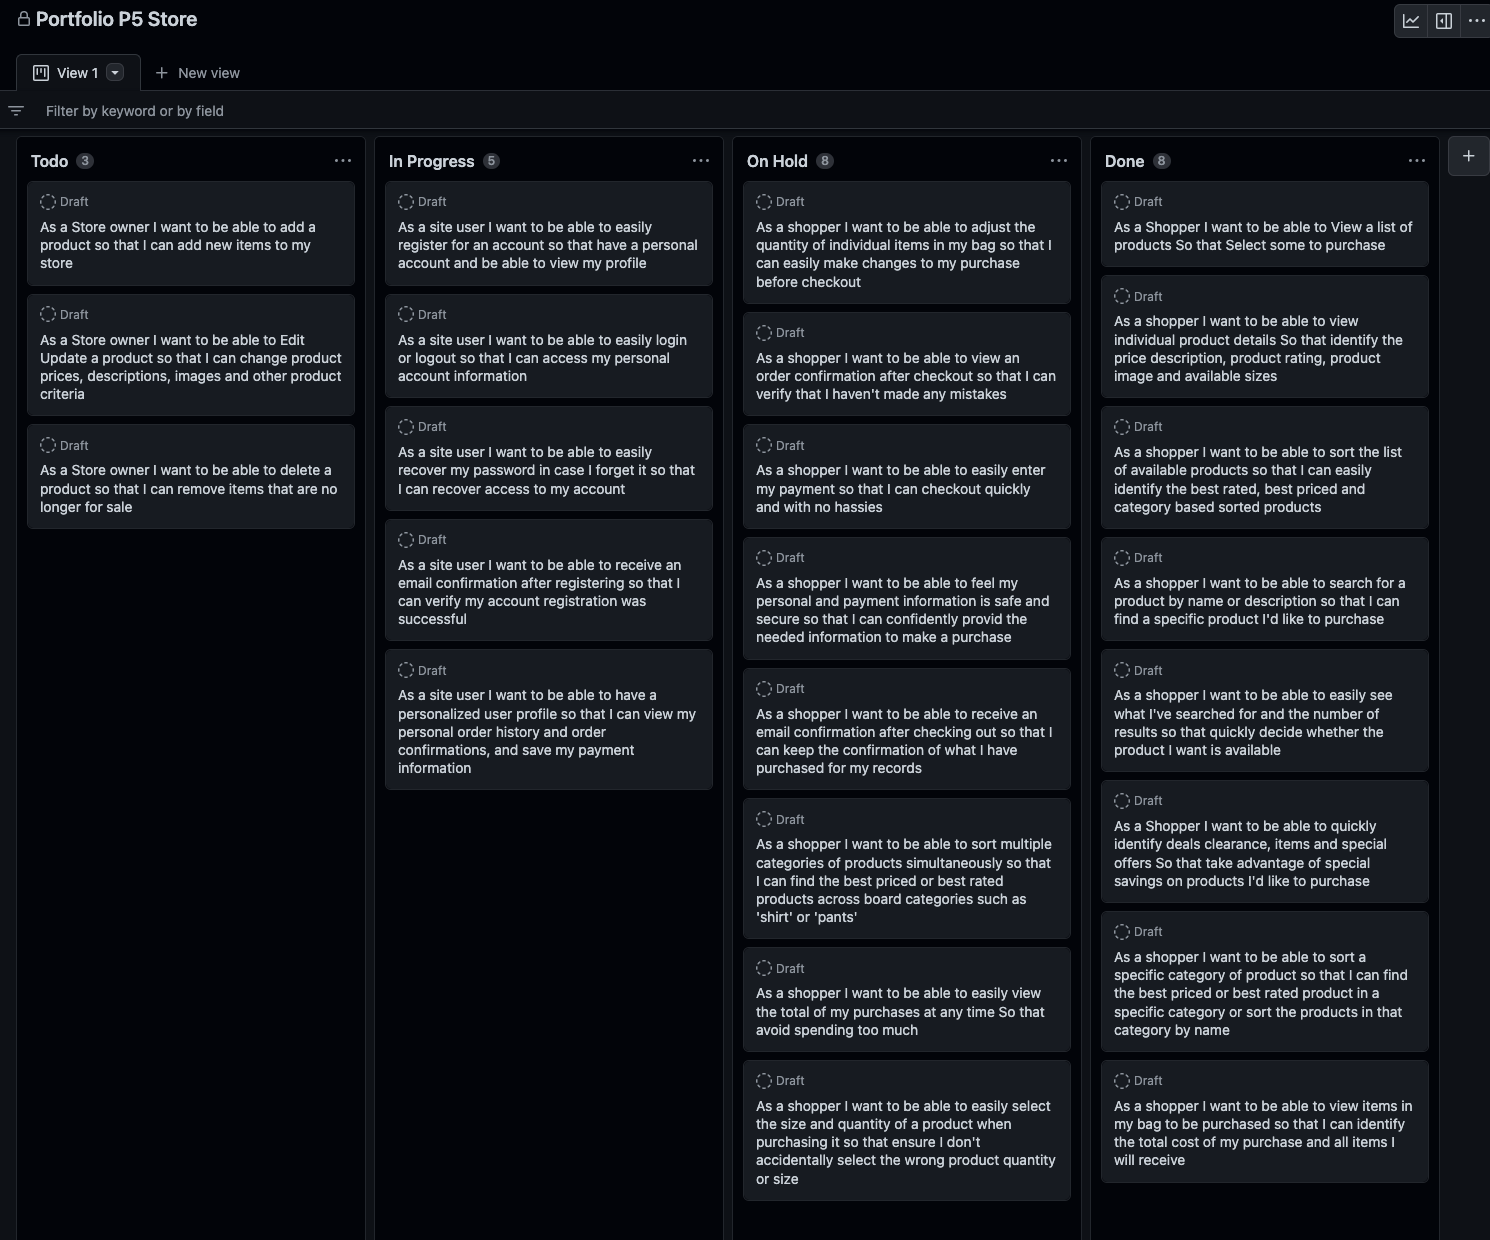 Portfolio P5 Store
View 1
New view
Filter by keyword or by field
Todo 3
Draft
As a Store owner I want to be able to add a
product so that I can add new items to my
store
Draft
As a Store owner I want to be able to Edit
Update a product so that I can change product
prices, descriptions, images and other product
criteria
Draft
As a Store owner I want to be able to delete a
product so that I can remove items that are no
longer for sale
In Progress 5
Draft
As a site user I want to be able to easily
register for an account so that have a personal
account and be able to view my profile
Draft
As a site user I want to be able to easily login
or logout so that I can access my personal
account information
Draft
As a site user I want to be able to easily
recover my password in case I forget it so that
I can recover access to my account
Draft
As a site user I want to be able to receive an
email confirmation after registering so that I
can verify my account registration was
successful
Draft
As a site user I want to be able to have a
personalized user profile so that I can view my
personal order history and order
confirmations, and save my payment
information
On Hold 8
Draft
As a shopper I want to be able to adjust the
quantity of individual items in my bag so that I
can easily make changes to my purchase
before checkout
Draft
As a shopper I want to be able to view an
order confirmation after checkout so that I can
verify that I haven't made any mistakes
Draft
As a shopper I want to be able to easily enter
my payment so that I can checkout quickly
and with no hassies
Draft
As a shopper I want to be able to feel my
personal and payment information is safe and
secure so that I can confidently provid the
needed information to make a purchase
Draft
As a shopper I want to be able to receive an
email confirmation after checking out so that I
can keep the confirmation of what I have
purchased for my records
Draft
As a shopper I want to be able to sort multiple
categories of products simultaneously so that
I can find the best priced or best rated
products across board categories such as
'shirt' or 'pants'
Draft
As a shopper I want to be able to easily view
the total of my purchases at any time So that
avoid spending too much
Draft
As a shopper I want to be able to easily select
the size and quantity of a product when
purchasing it so that ensure I don't
accidentally select the wrong product quantity
or size
Done 8
Draft
As a Shopper I want to be able to View a list of
products So that Select some to purchase
Draft
As a shopper I want to be able to view
individual product details So that identify the
price description, product rating, product
image and available sizes
Draft
As a shopper I want to be able to sort the list
of available products so that I can easily
identify the best rated, best priced and
category based sorted products
Draft
As a shopper I want to be able to search for a
product by name or description so that I can
find a specific product I'd like to purchase
Draft
As a shopper I want to be able to easily see
what I've searched for and the number of
results so that quickly decide whether the
product I want is available
Draft
As a Shopper I want to be able to quickly
identify deals clearance, items and special
offers So that take advantage of special
savings on products I'd like to purchase
Draft
As a shopper I want to be able to sort a
specific category of product so that I can find
the best priced or best rated product in a
specific category or sort the products in that
category by name
Draft
As a shopper I want to be able to view items in
my bag to be purchased so that I can identify
the total cost of my purchase and all items I
will receive